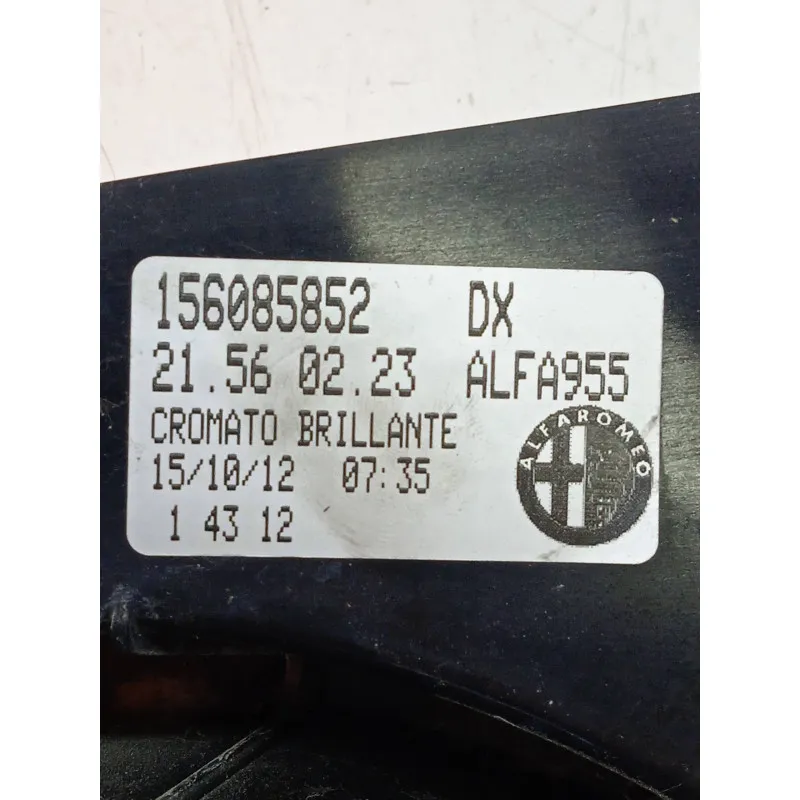 156085852 DX
21.56 02.23 ALFA955
CROMATO BRILLANTE
15/10/12 07:35
1 43 12
ALFA ROMEO